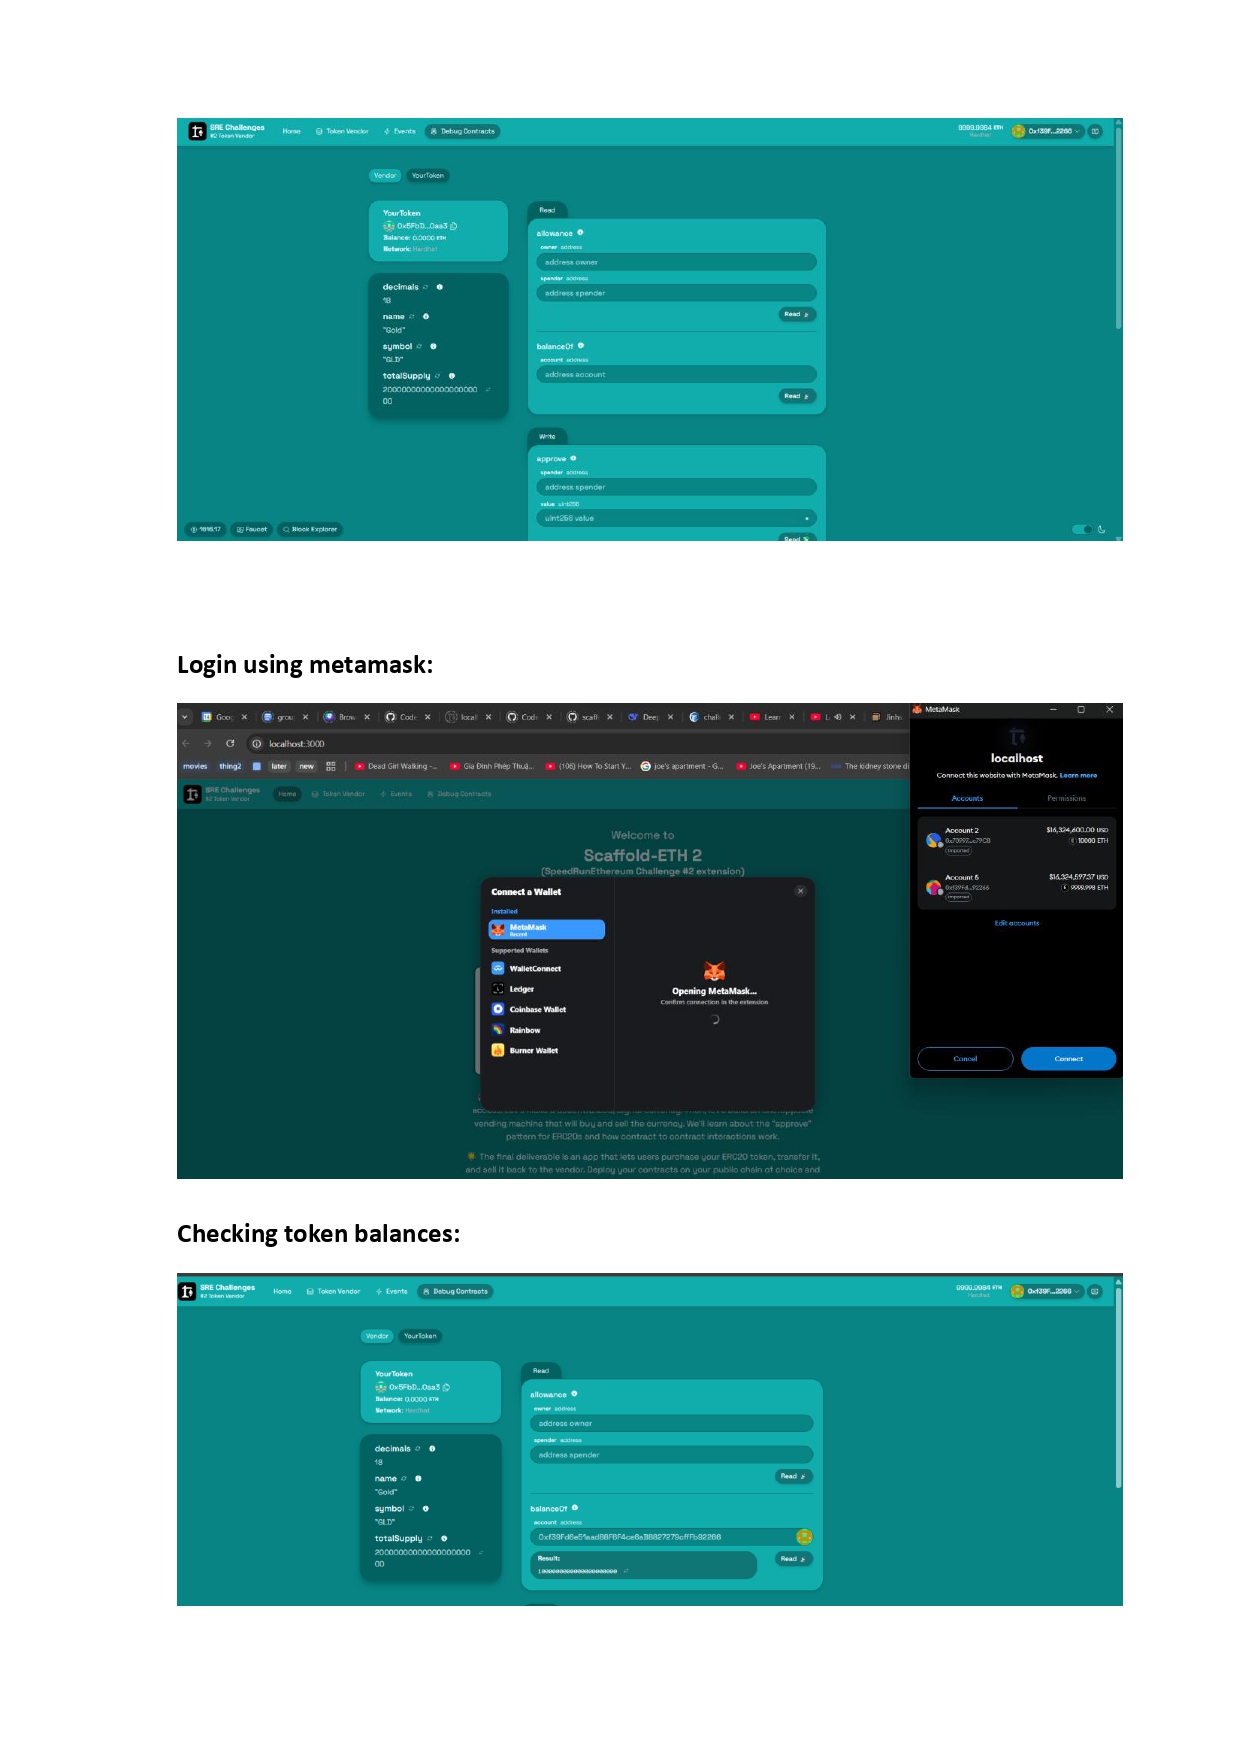 SRE Challenges
#2 Token Vendor
Home
Token Vendor
Events
Debug Contracts
9999.9984 ETH
Hardhat
0xf39F...2266
Vendor
YourToken
YourToken
0x5FbD...0aa3
Balance: 0.0000 ETH
Network: Hardhat
decimals
18
name
"Gold"
symbol
"GLD"
totalSupply
Read
allowance
owner address
address owner
spender address
address spender
Read
balanceOf
account address
address account
Read
Write
approve
spender address
address spender
value uint256
uint256 value
Send
Faucet
Block Explorer
Login using metamask:
Goog
grou
Brow
Code
local
Code
scaffl
Deep
chall
Learn
Jinho
localhost:3000
movies
thing2
later
new
Dead Girl Walking -...
Gia Đình Phép Thuậ...
(106) How To Start Y...
joe's apartment - G...
Joe's Apartment (19...
The kidney stone di
SRE Challenges
#2 Token Vendor
Home
Token Vendor
Events
Debug Contracts
Welcome to
Scaffold-ETH 2
(SpeedRunEthereum Challenge #2 extension)
Connect a Wallet
Installed
MetaMask
Recent
Supported Wallets
WalletConnect
Ledger
Coinbase Wallet
Rainbow
Burner Wallet
Opening MetaMask...
Confirm connection in the extension
vending machine that will buy and sell the currency. We'll learn about the "approve"
pattern for ERC20s and how contract to contract interactions work.
The final deliverable is an app that lets users purchase your ERC20 token, transfer it,
and sell it back to the vendor. Deploy your contracts on your public chain of choice and
MetaMask
localhost
Connect this website with MetaMask. Learn more
Accounts
Permissions
Account 2
$16,324,600.00 USD
0x70997...c79C8
10000 ETH
Imported
Account 5
$16,324,597.37 USD
0xf39Fd...92266
9999.998 ETH
Imported
Edit accounts
Cancel
Connect
Checking token balances:
SRE Challenges
#2 Token Vendor
Home
Token Vendor
Events
Debug Contracts
9999.9984 ETH
Hardhat
0xf39F...2266
Vendor
YourToken
YourToken
0x5FbD...0aa3
Balance: 0.0000 ETH
Network: Hardhat
decimals
18
name
"Gold"
symbol
"GLD"
totalSupply
Read
allowance
owner address
address owner
spender address
address spender
Read
balanceOf
account address
0xf39Fd6e51aad88F6F4ce6aB8827279cffFb92266
Result:
Read